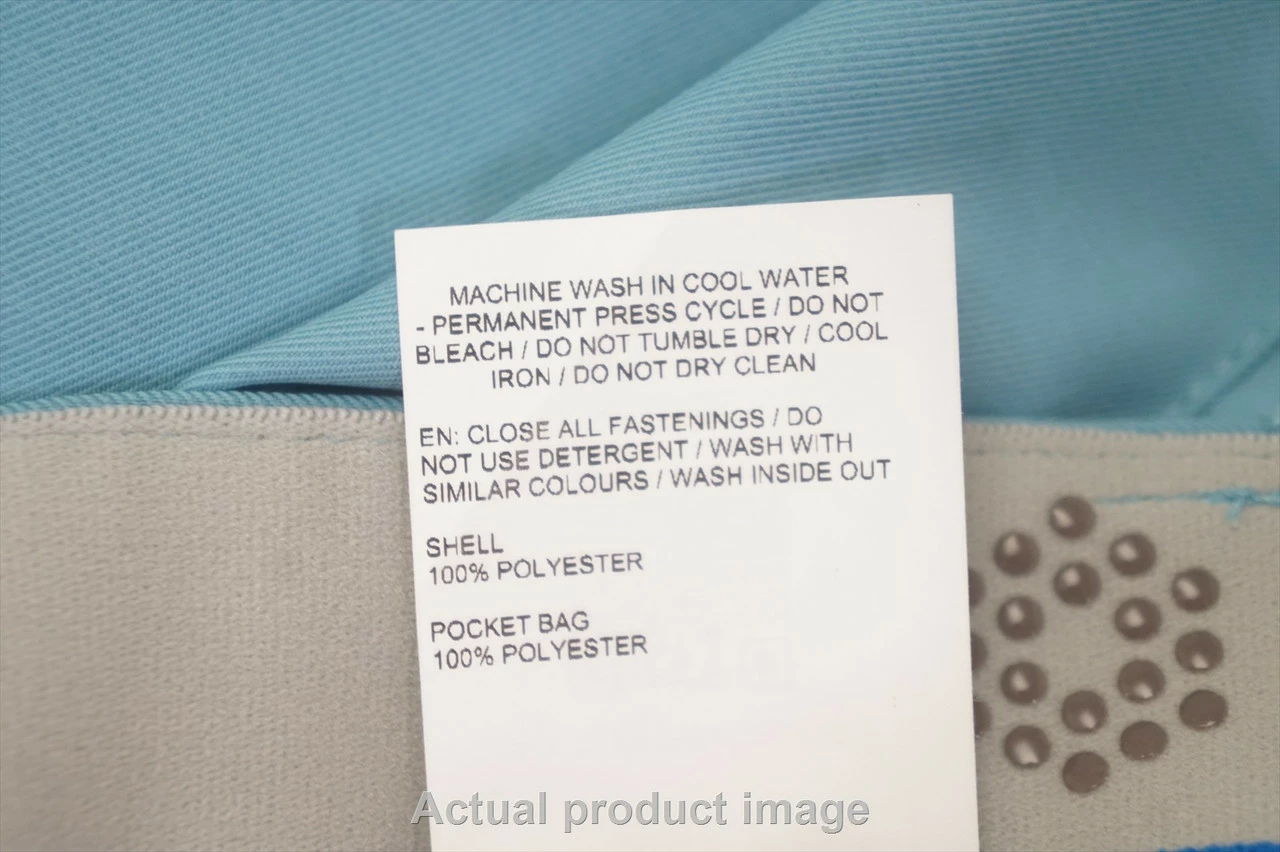 MACHINE WASH IN COOL WATER
- PERMANENT PRESS CYCLE / DO NOT
BLEACH / DO NOT TUMBLE DRY / COOL
IRON / DO NOT DRY CLEAN
EN: CLOSE ALL FASTENINGS / DO
NOT USE DETERGENT / WASH WITH
SIMILAR COLOURS / WASH INSIDE OUT
SHELL
100% POLYESTER
POCKET BAG
100% POLYESTER
Actual product image